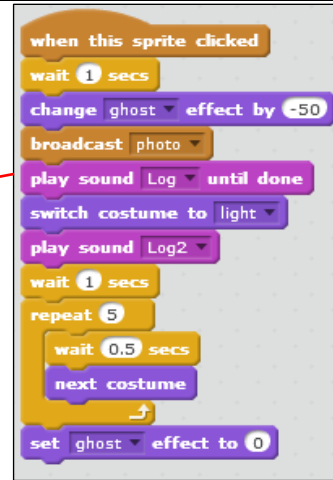 when this sprite clicked
wait 1 secs
change ghost effect by -50
broadcast photo
play sound Log until done
switch costume to light
play sound Log2
wait 1 secs
repeat 5
wait 0.5 secs
next costume
set ghost effect to 0